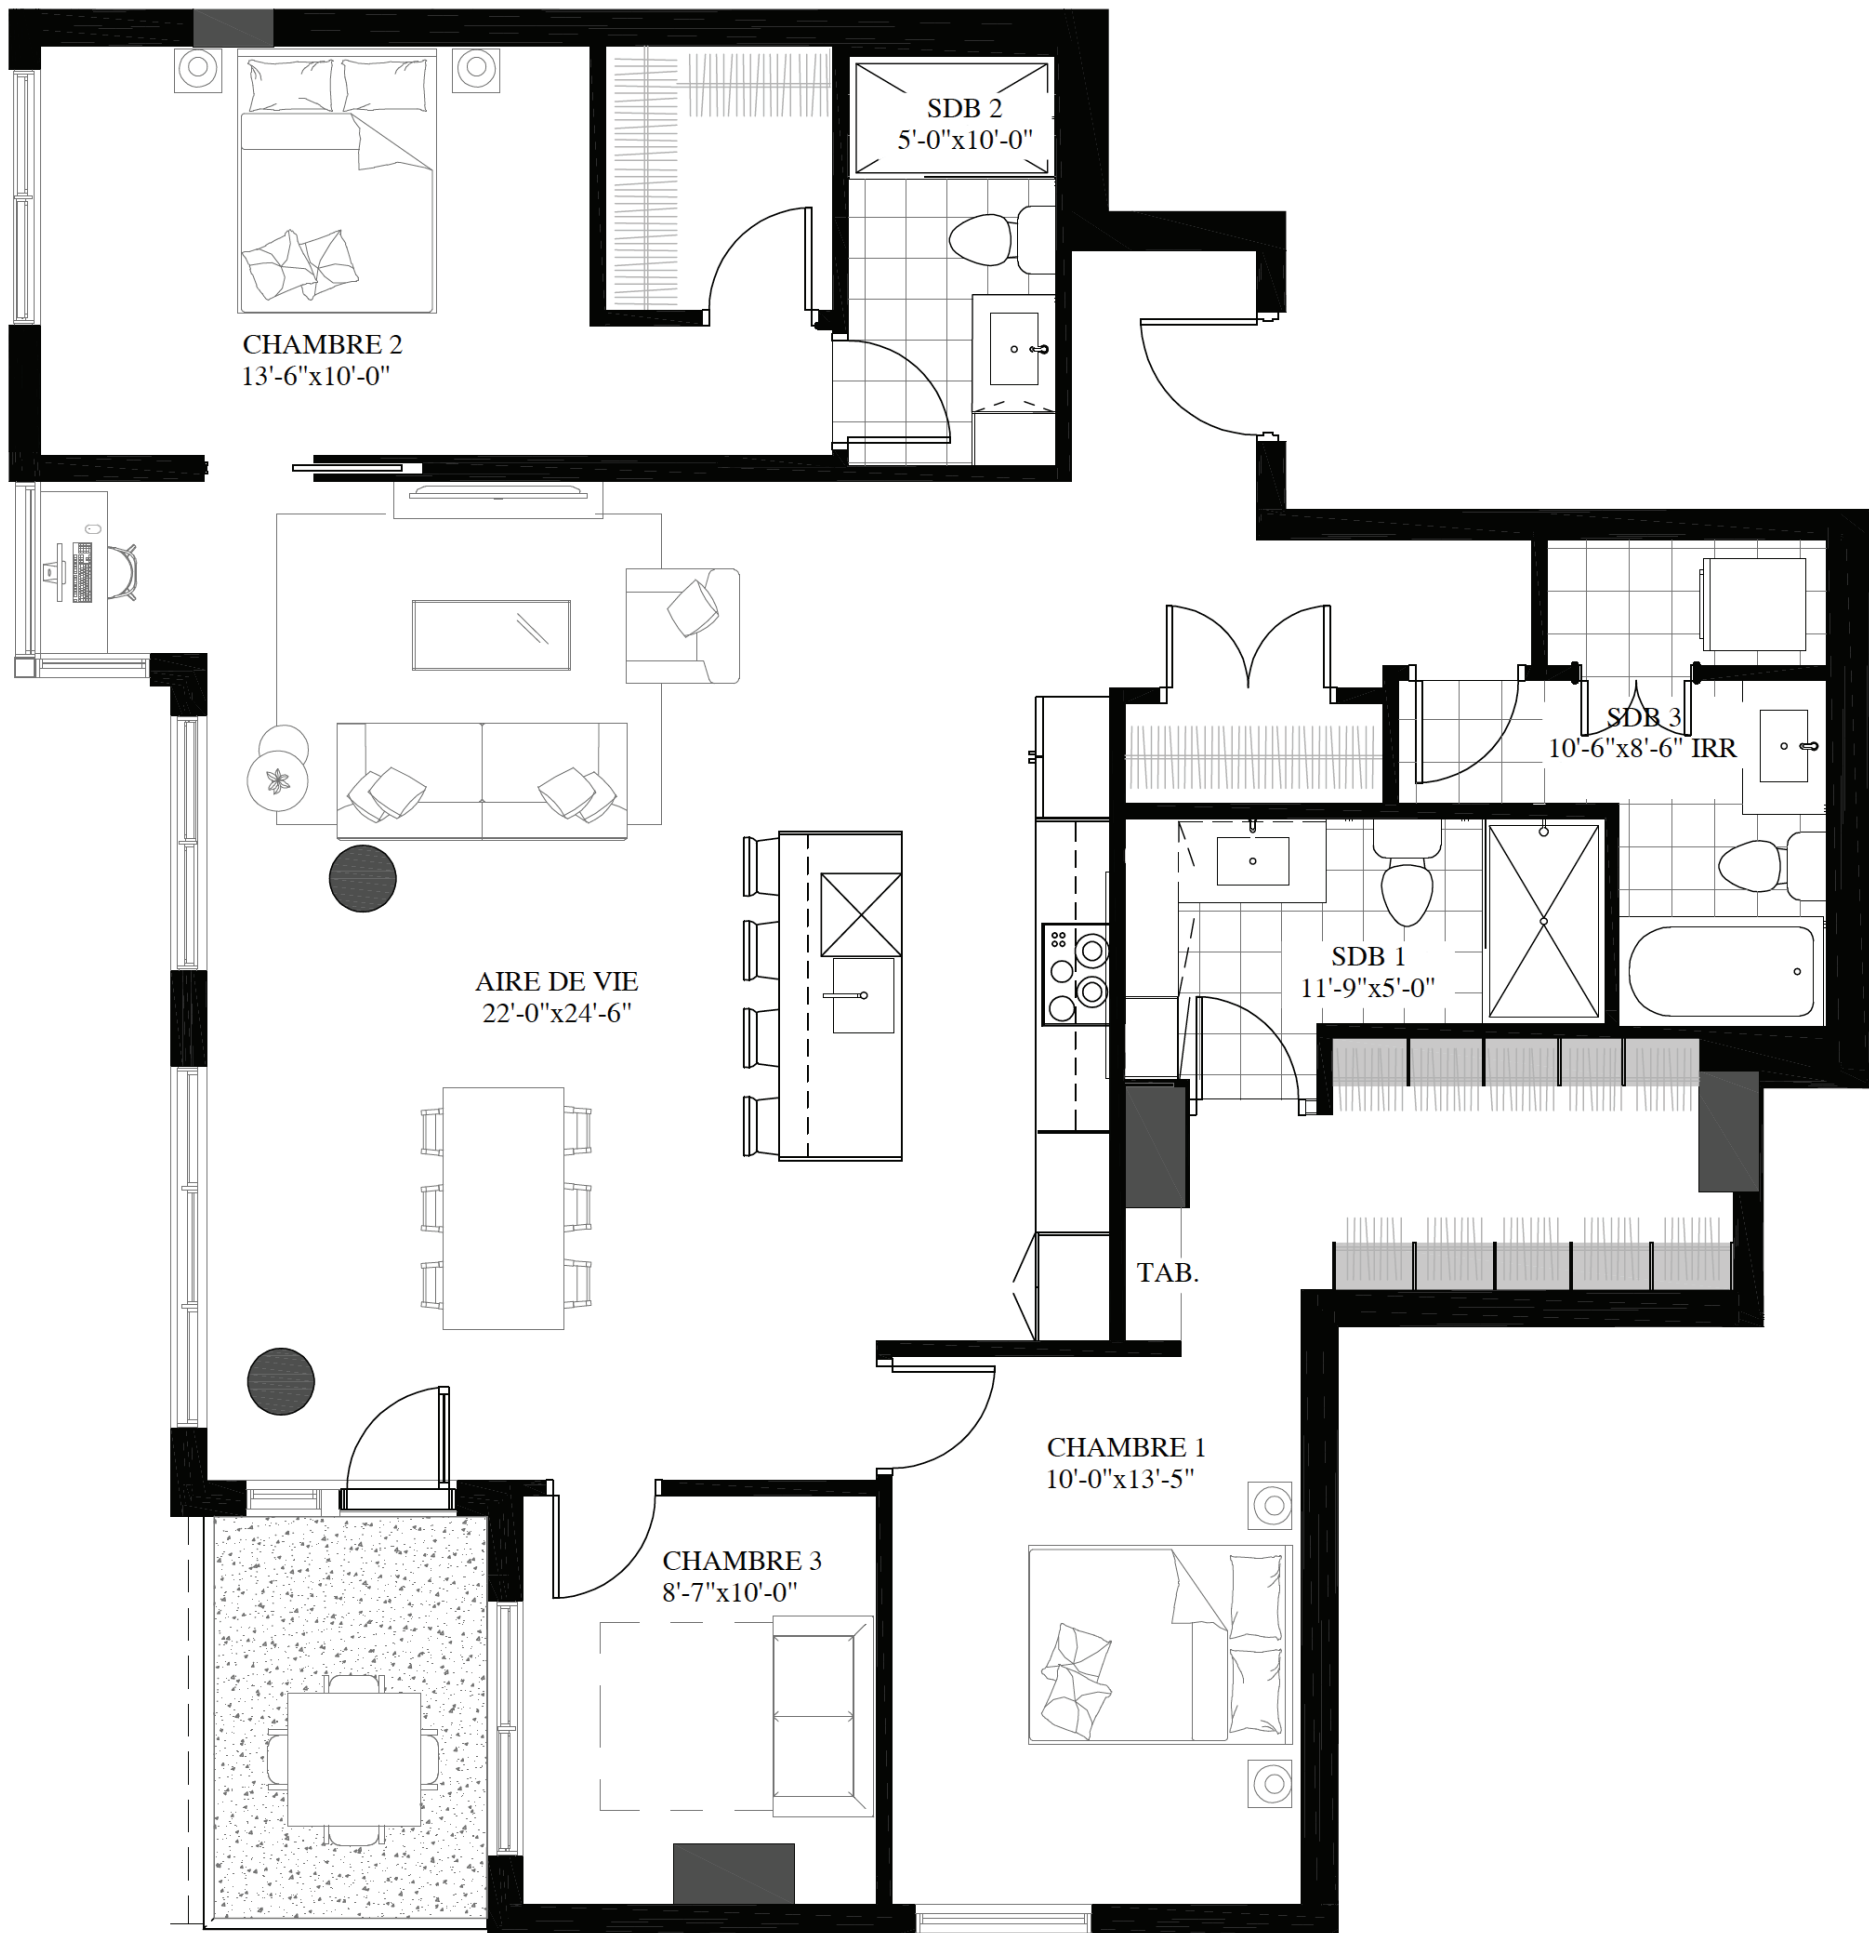 SDB 2
5'-0"x10'-0"
CHAMBRE 2
13'-6"x10'-0"
SDB 3
10'-6"x8'-6" IRR
SDB 1
11'-9"x5'-0"
AIRE DE VIE
22'-0"x24'-6"
TAB.
CHAMBRE 1
10'-0"x13'-5"
CHAMBRE 3
8'-7"x10'-0"